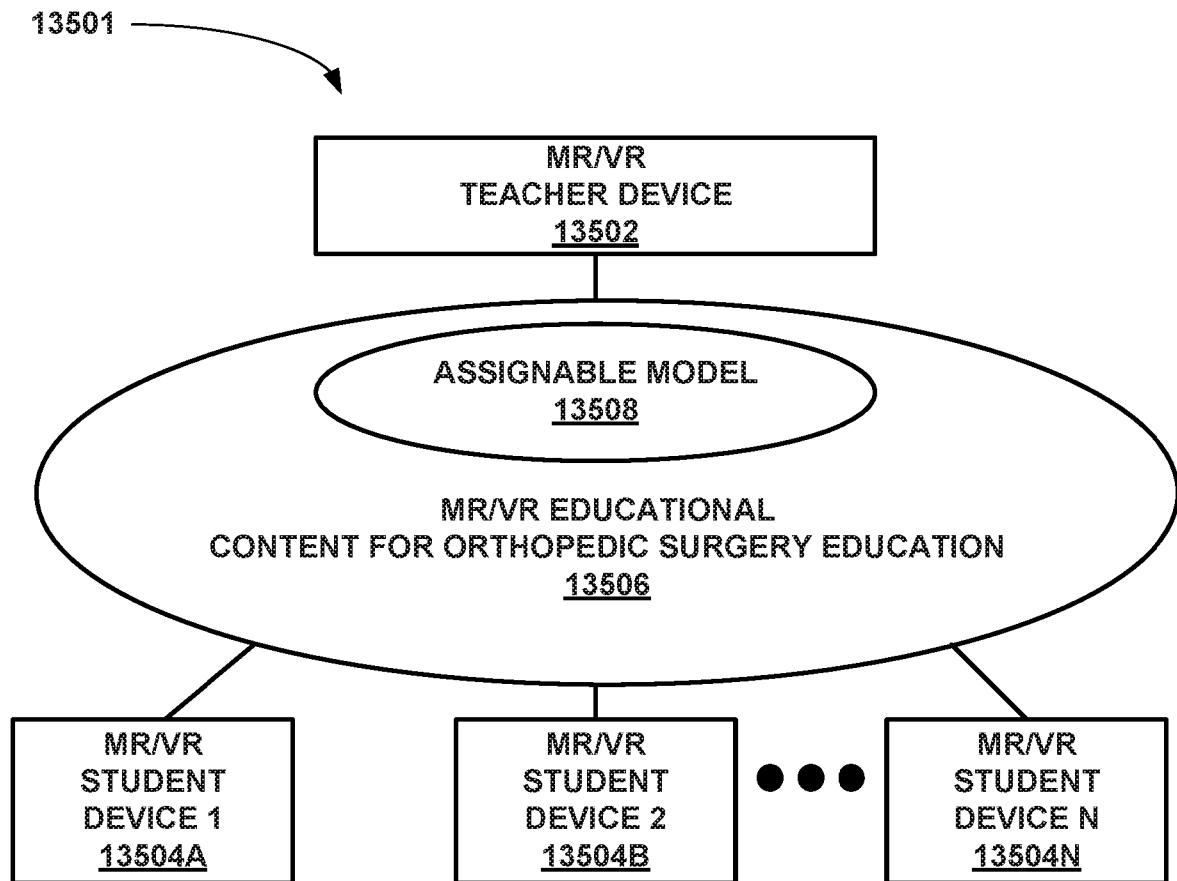 13501
MR/VR
TEACHER DEVICE
13502
ASSIGNABLE MODEL
13508
MR/VR EDUCATIONAL
CONTENT FOR ORTHOPEDIC SURGERY EDUCATION
13506
MR/VR
STUDENT
DEVICE 1
13504A
MR/VR
STUDENT
DEVICE 2
13504B
MR/VR
STUDENT
DEVICE N
13504N